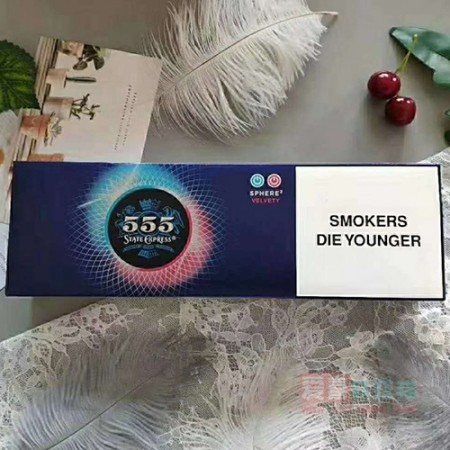 555
STATE EXPRESS
SPHERE²
VELVETY
SMOKERS
DIE YOUNGER